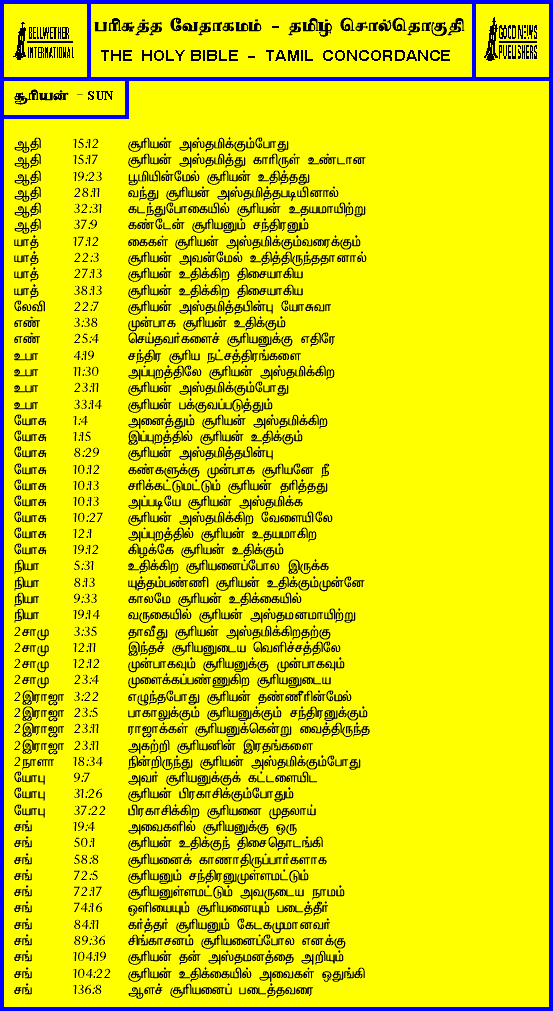 BELLWETHER
INTERNATIONAL
பரிசுத்த வேதாகமம் - தமிழ் சொல்தொகுதி
THE HOLY BIBLE - TAMIL CONCORDANCE
GOOD NEWS
PUBLISHERS
சூரியன் - SUN
ஆதி 15:12 சூரியன் அஸ்தமிக்கும்போது
ஆதி 15:17 சூரியன் அஸ்தமித்து காரிருள் உண்டான
ஆதி 19:23 பூமியின்மேல் சூரியன் உதித்தது
ஆதி 28:11 வந்து சூரியன் அஸ்தமித்தபடியினால்
ஆதி 32:31 கடந்துபோகையில் சூரியன் உதயமாயிற்று
ஆதி 37:9 கண்டேன் சூரியனும் சந்திரனும்
யாத் 17:12 கைகள் சூரியன் அஸ்தமிக்கும்வரைக்கும்
யாத் 22:3 சூரியன் அவன்மேல் உதித்திருந்ததானால்
யாத் 27:13 சூரியன் உதிக்கிற திசையாகிய
யாத் 38:13 சூரியன் உதிக்கிற திசையாகிய
லேவி 22:7 சூரியன் அஸ்தமித்தபின்பு யோசுவா
எண் 3:38 முன்பாக சூரியன் உதிக்கும்
எண் 25:4 செய்தவர்களைச் சூரியனுக்கு எதிரே
உபா 4:19 சந்திர சூரிய நட்சத்திரங்களை
உபா 11:30 அப்புறத்திலே சூரியன் அஸ்தமிக்கிற
உபா 23:11 சூரியன் அஸ்தமிக்கும்போது
உபா 33:14 சூரியன் பக்குவப்படுத்தும்
யோசு 1:4 அனைத்தும் சூரியன் அஸ்தமிக்கிற
யோசு 1:15 இப்புறத்தில் சூரியன் உதிக்கும்
யோசு 8:29 சூரியன் அஸ்தமித்தபின்பு
யோசு 10:12 கண்களுக்கு முன்பாக சூரியனே நீ
யோசு 10:13 சரிக்கட்டுமட்டும் சூரியன் தரித்தது
யோசு 10:13 அப்படியே சூரியன் அஸ்தமிக்க
யோசு 10:27 சூரியன் அஸ்தமிக்கிற வேளையிலே
யோசு 12:1 அப்புறத்தில் சூரியன் உதயமாகிற
யோசு 19:12 கிழக்கே சூரியன் உதிக்கும்
நியா 5:31 உதிக்கிற சூரியனைப்போல இருக்க
நியா 8:13 யுத்தம்பண்ணி சூரியன் உதிக்கும்முன்னே
நியா 9:33 காலமே சூரியன் உதிக்கையில்
நியா 19:14 வருகையில் சூரியன் அஸ்தமனமாயிற்று
2சாமு 3:35 தாவீது சூரியன் அஸ்தமிக்கிறதற்கு
2சாமு 12:11 இந்தச் சூரியனுடைய வெளிச்சத்திலே
2சாமு 12:12 முன்பாகவும் சூரியனுக்கு முன்பாகவும்
2சாமு 23:4 முளைக்கப்பண்ணுகிற சூரியனுடைய
2இராஜா 3:22 எழுந்தபோது சூரியன் தண்ணீரின்மேல்
2இராஜா 23:5 பாகாலுக்கும் சூரியனுக்கும் சந்திரனுக்கும்
2இராஜா 23:11 ராஜாக்கள் சூரியனுக்கென்று வைத்திருந்த
2இராஜா 23:11 அகற்றி சூரியனின் இரதங்களை
2நாளா 18:34 நின்றிருந்து சூரியன் அஸ்தமிக்கும்போது
யோபு 9:7 அவர் சூரியனுக்குக் கட்டளையிட
யோபு 31:26 சூரியன் பிரகாசிக்கும்போதும்
யோபு 37:22 பிரகாசிக்கிற சூரியனை முதலாய்
சங் 19:4 அவைகளில் சூரியனுக்கு ஒரு
சங் 50:1 சூரியன் உதிக்குந் திசைதொடங்கி
சங் 58:8 சூரியனைக் காணாதிருப்பார்களாக
சங் 72:5 சூரியனும் சந்திரனுமுள்ளமட்டும்
சங் 72:17 சூரியனுள்ளமட்டும் அவருடைய நாமம்
சங் 74:16 ஒளியையும் சூரியனையும் படைத்தீர்
சங் 84:11 கர்த்தர் சூரியனும் கேடகமுமானவர்
சங் 89:36 சிங்காசனம் சூரியனைப்போல எனக்கு
சங் 104:19 சூரியன் தன் அஸ்தமனத்தை அறியும்
சங் 104:22 சூரியன் உதிக்கையில் அவைகள் ஒதுங்கி
சங் 136:8 ஆளச் சூரியனைப் படைத்தவரை